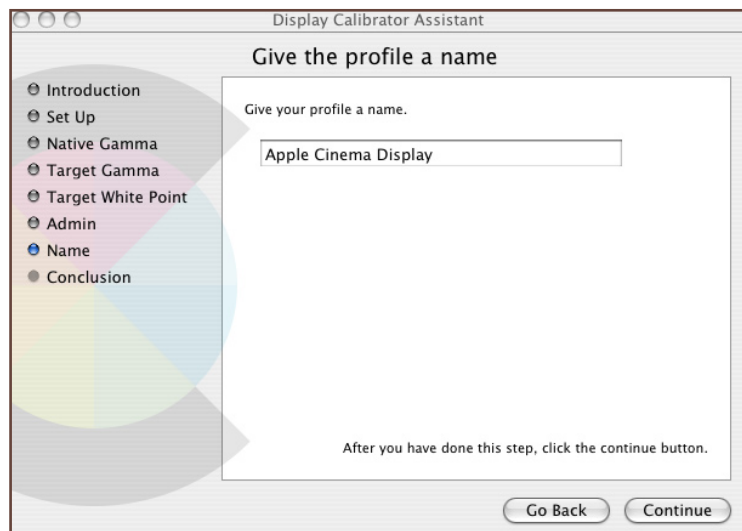 Display Calibrator Assistant
Give the profile a name
Introduction
Set Up
Native Gamma
Target Gamma
Target White Point
Admin
Name
Conclusion
Give your profile a name.
Apple Cinema Display
After you have done this step, click the continue button.
Go Back
Continue